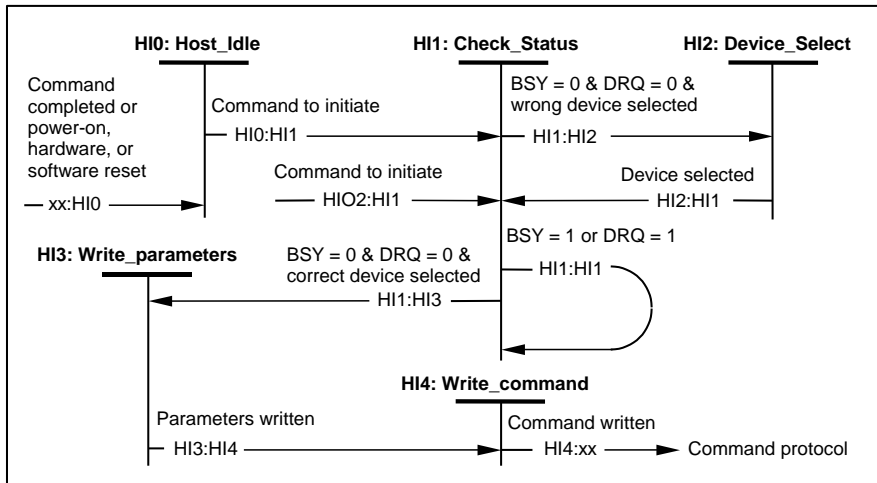 HI0: Host_Idle
HI1: Check_Status
HI2: Device_Select
Command
completed or
power-on,
hardware, or
software reset
xx:HI0
Command to initiate
HI0:HI1
BSY = 0 & DRQ = 0 &
wrong device selected
HI1:HI2
Command to initiate
HIO2:HI1
Device selected
HI2:HI1
BSY = 1 or DRQ = 1
HI1:HI1
HI3: Write_parameters
BSY = 0 & DRQ = 0 &
correct device selected
HI1:HI3
HI4: Write_command
Parameters written
HI3:HI4
Command written
HI4:xx
Command protocol